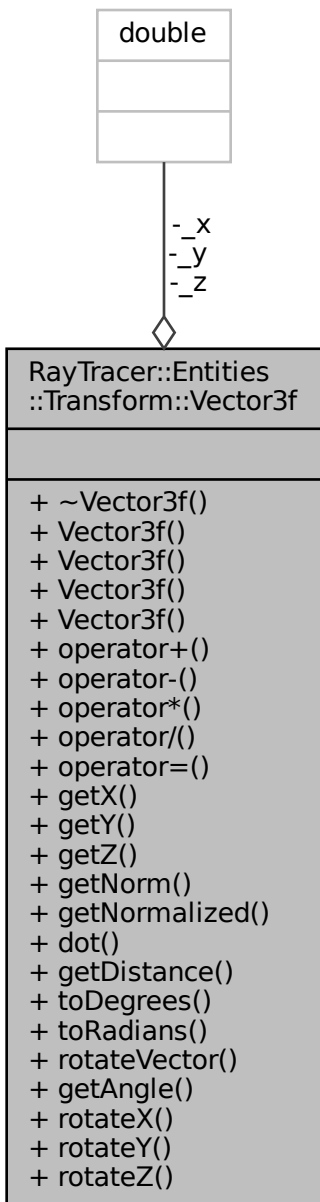 double
-_x
-_y
-_z
RayTracer::Entities
::Transform::Vector3f
+ ~Vector3f()
+ Vector3f()
+ Vector3f()
+ Vector3f()
+ Vector3f()
+ operator+()
+ operator-()
+ operator*()
+ operator/()
+ operator=()
+ getX()
+ getY()
+ getZ()
+ getNorm()
+ getNormalized()
+ dot()
+ getDistance()
+ toDegrees()
+ toRadians()
+ rotateVector()
+ getAngle()
+ rotateX()
+ rotateY()
+ rotateZ()